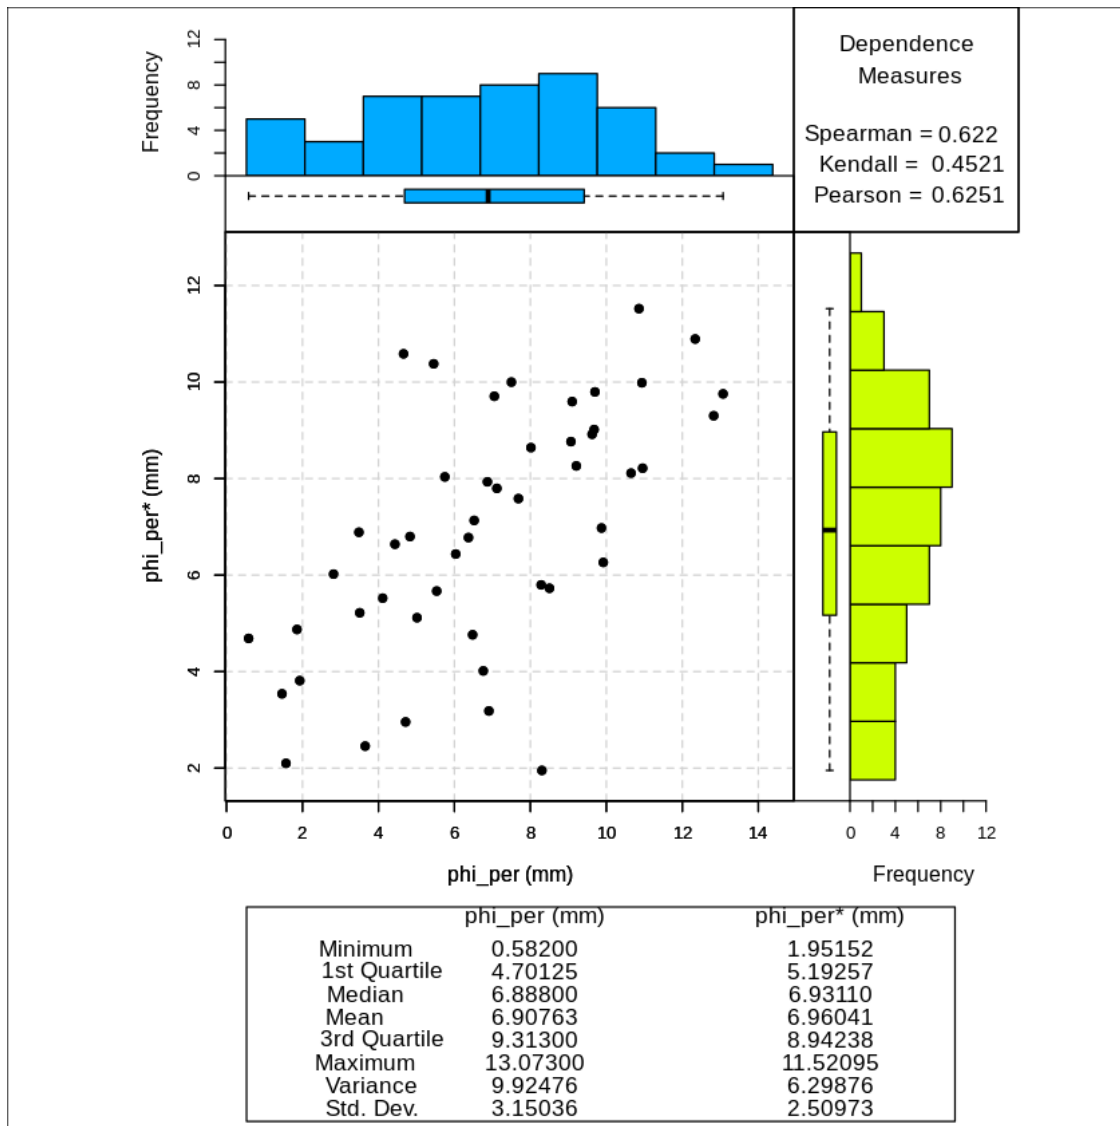 Frequency
12
8
4
0
Dependence
Measures
Spearman = 0.622
Kendall = 0.4521
Pearson = 0.6251
phi_per* (mm)
12
10
8
6
4
2
0 2 4 6 8 10 12 14
phi_per (mm)
0 4 8 12
Frequency
phi_per (mm) phi_per* (mm)
Minimum 0.58200 1.95152
1st Quartile 4.70125 5.19257
Median 6.88800 6.93110
Mean 6.90763 6.96041
3rd Quartile 9.31300 8.94238
Maximum 13.07300 11.52095
Variance 9.92476 6.29876
Std. Dev. 3.15036 2.50973